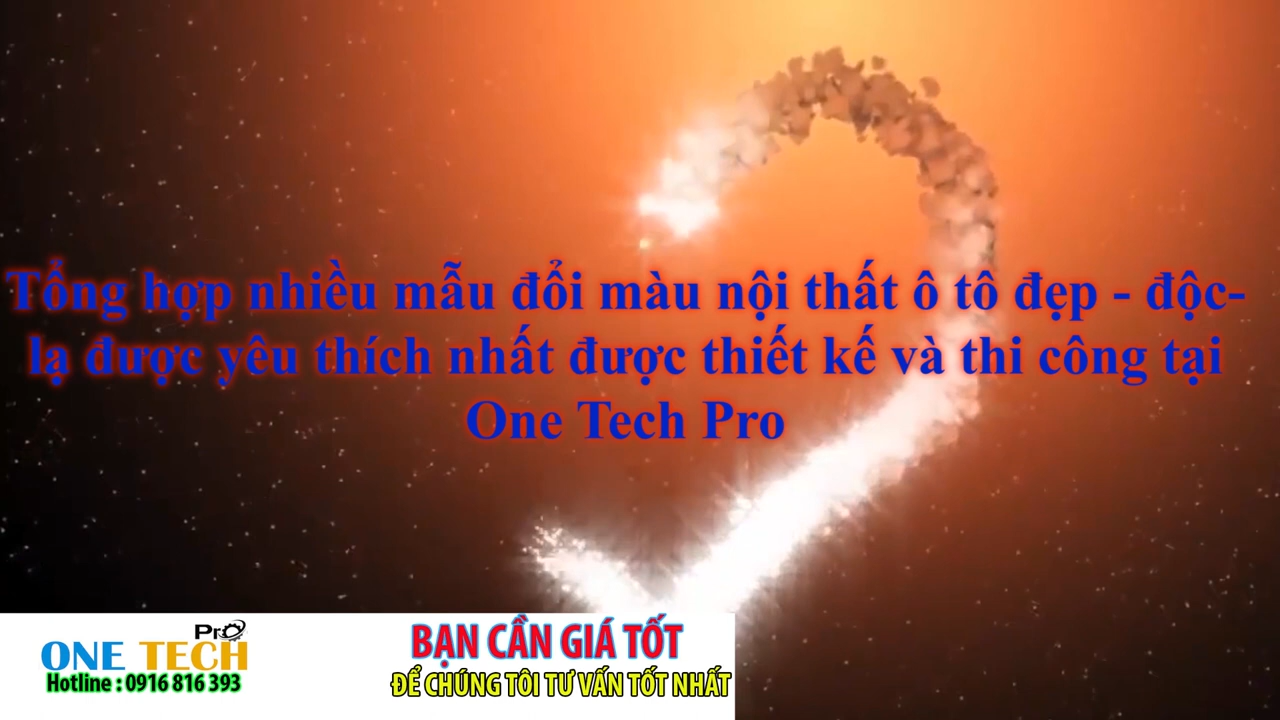 Tổng hợp nhiều mẫu đổi màu nội thất ô tô đẹp - độc-
lạ được yêu thích nhất được thiết kế và thi công tại
One Tech Pro
Pro
ONE TECH
Hotline : 0916 816 393
BẠN CẦN GIÁ TỐT
ĐỂ CHÚNG TÔI TƯ VẤN TỐT NHẤT